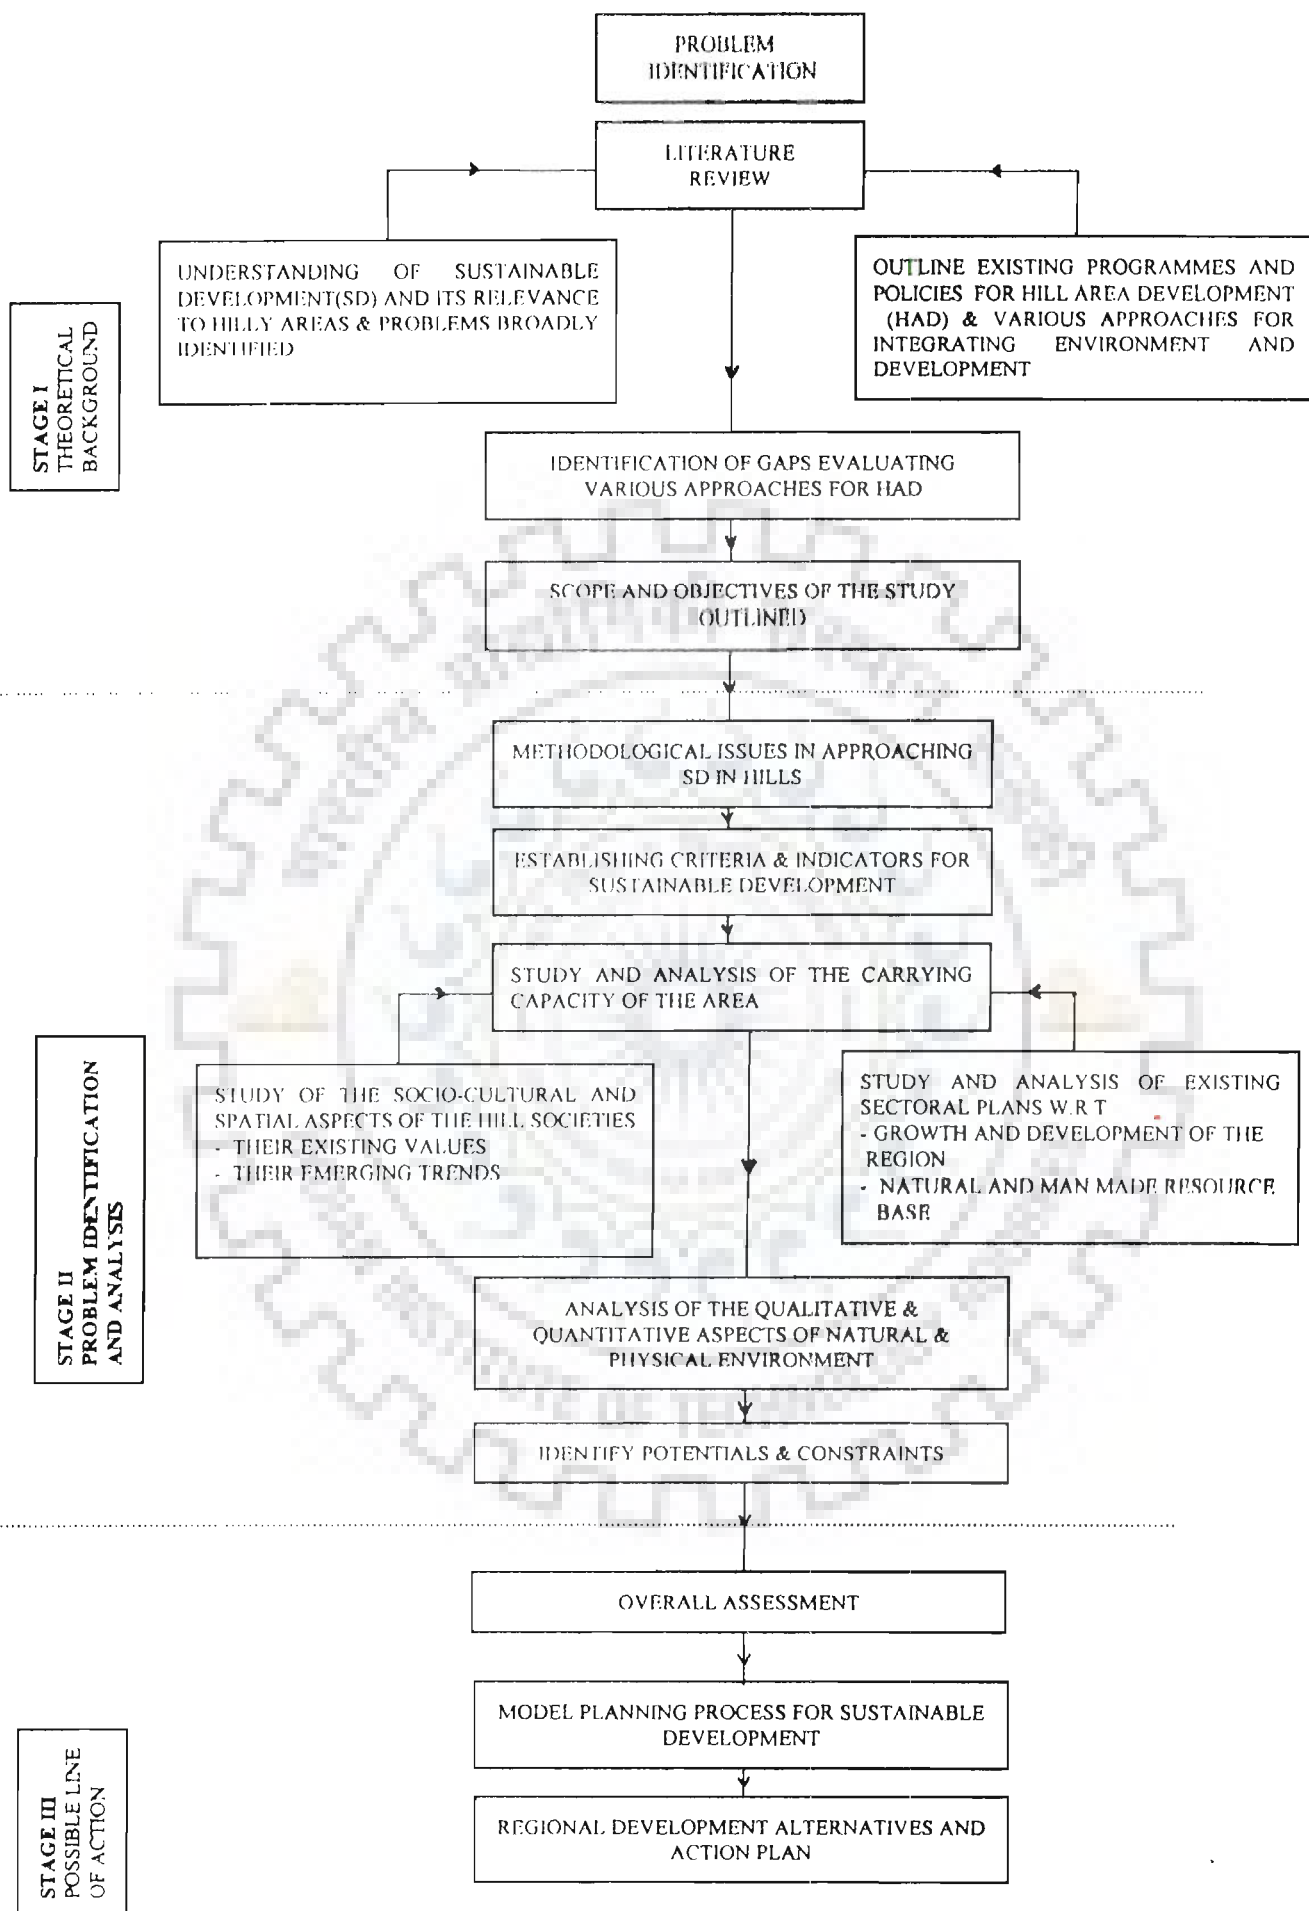 PROBLEM
IDENTIFICATION
LITERATURE
REVIEW
UNDERSTANDING OF SUSTAINABLE
DEVELOPMENT(SD) AND ITS RELEVANCE
TO HILLY AREAS & PROBLEMS BROADLY
IDENTIFIED
OUTLINE EXISTING PROGRAMMES AND
POLICIES FOR HILL AREA DEVELOPMENT
(HAD) & VARIOUS APPROACHES FOR
INTEGRATING ENVIRONMENT AND
DEVELOPMENT
STAGE I
THEORETICAL
BACKGROUND
IDENTIFICATION OF GAPS EVALUATING
VARIOUS APPROACHES FOR HAD
SCOPE AND OBJECTIVES OF THE STUDY
OUTLINED
METHODOLOGICAL ISSUES IN APPROACHING
SD IN HILLS
ESTABLISHING CRITERIA & INDICATORS FOR
SUSTAINABLE DEVELOPMENT
STUDY AND ANALYSIS OF THE CARRYING
CAPACITY OF THE AREA
STAGE II
PROBLEM IDENTIFICATION
AND ANALYSIS
STUDY OF THE SOCIO-CULTURAL AND
SPATIAL ASPECTS OF THE HILL SOCIETIES
- THEIR EXISTING VALUES
- THEIR EMERGING TRENDS
STUDY AND ANALYSIS OF EXISTING
SECTORAL PLANS W.R.T
- GROWTH AND DEVELOPMENT OF THE
REGION
- NATURAL AND MAN MADE RESOURCE
BASE
ANALYSIS OF THE QUALITATIVE &
QUANTITATIVE ASPECTS OF NATURAL &
PHYSICAL ENVIRONMENT
OF
IDENTIFY POTENTIALS & CONSTRAINTS
OVERALL ASSESSMENT
MODEL PLANNING PROCESS FOR SUSTAINABLE
DEVELOPMENT
STAGE III
POSSIBLE LINE
OF ACTION
REGIONAL DEVELOPMENT ALTERNATIVES AND
ACTION PLAN